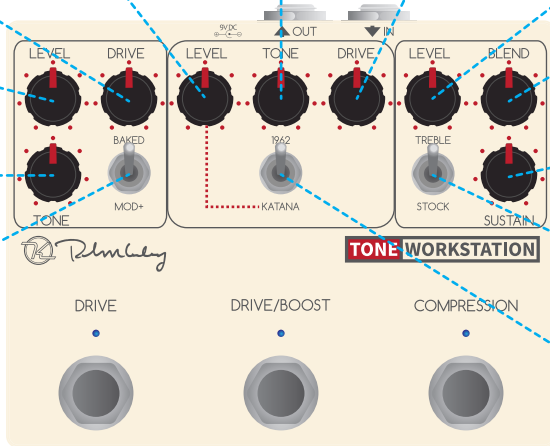 9V DC
OUT
IN
LEVEL DRIVE LEVEL TONE DRIVE LEVEL BLEND
BAKED 1962 TREBLE
MOD+ KATANA STOCK
TONE SUSTAIN
TONE WORKSTATION
DRIVE DRIVE/BOOST COMPRESSION